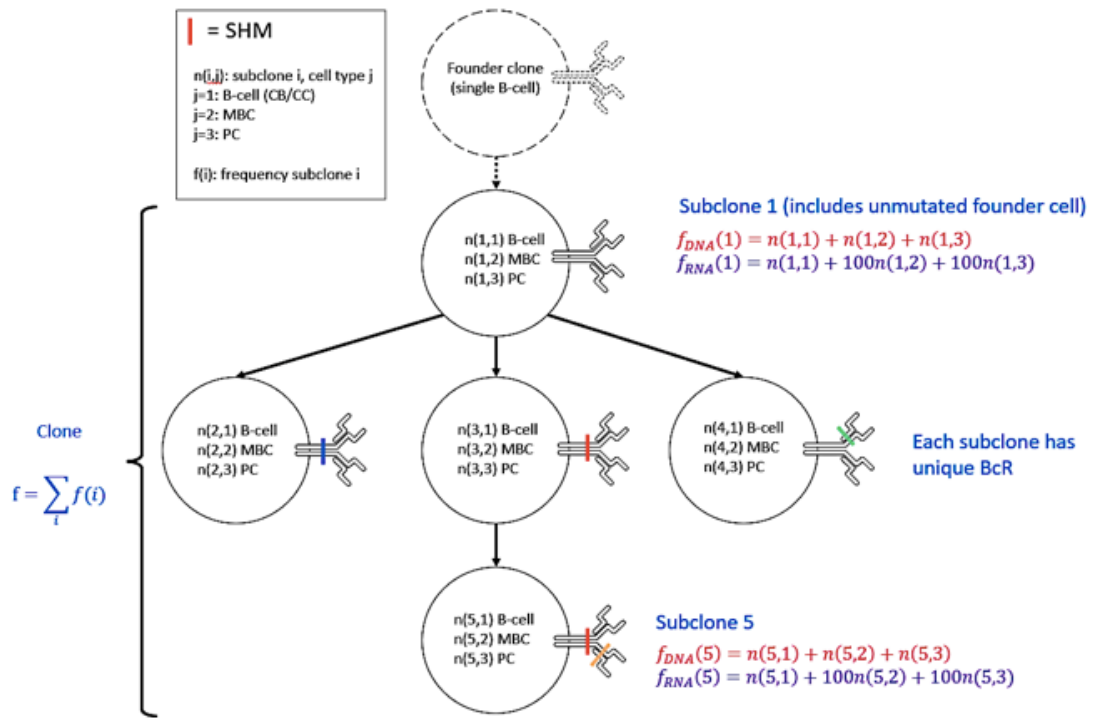 = SHM
n(i,j): subclone i, cell type j
j=1: B-cell (CB/CC)
j=2: MBC
j=3: PC
f(i): frequency subclone i
Founder clone
(single B-cell)
Subclone 1 (includes unmutated founder cell)
f_DNA(1) = n(1,1) + n(1,2) + n(1,3)
f_RNA(1) = n(1,1) + 100n(1,2) + 100n(1,3)
n(1,1) B-cell
n(1,2) MBC
n(1,3) PC
Clone
f = ∑_i f(i)
n(2,1) B-cell
n(2,2) MBC
n(2,3) PC
n(3,1) B-cell
n(3,2) MBC
n(3,3) PC
n(4,1) B-cell
n(4,2) MBC
n(4,3) PC
Each subclone has
unique BcR
n(5,1) B-cell
n(5,2) MBC
n(5,3) PC
Subclone 5
f_DNA(5) = n(5,1) + n(5,2) + n(5,3)
f_RNA(5) = n(5,1) + 100n(5,2) + 100n(5,3)